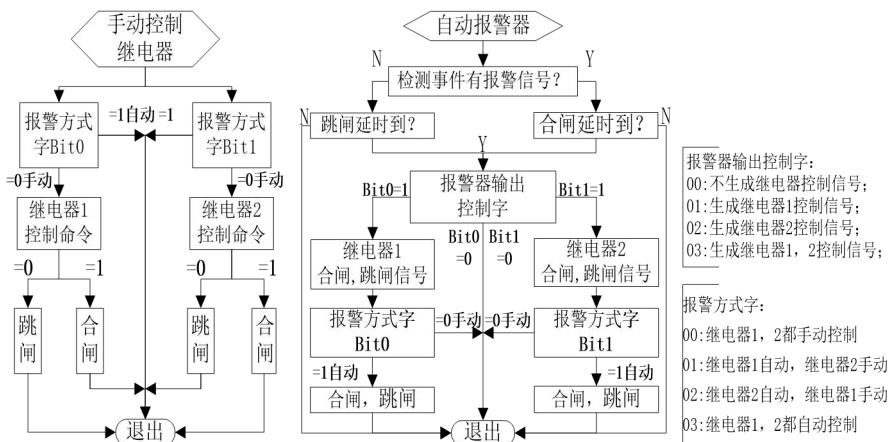 手动控制
继电器
报警方式
字Bit0
=1自动=1
报警方式
字Bit1
=0手动
=0手动
继电器1
控制命令
继电器2
控制命令
=0
=1
=0
=1
跳闸
合闸
跳闸
合闸
退出
自动报警器
N
Y
检测事件有报警信号？
N
跳闸延时到？
合闸延时到？
N
Y
报警器输出
控制字
Bit0=1
Bit1=1
继电器1
合闸,跳闸信号
Bit0
=0
Bit1
=0
继电器2
合闸,跳闸信号
报警方式字
Bit0
=0手动
=0手动
报警方式字
Bit1
=1自动
=1自动
合闸，跳闸
合闸，跳闸
退出
报警器输出控制字：
00:不生成继电器控制信号；
01:生成继电器1控制信号；
02:生成继电器2控制信号；
03:生成继电器1，2控制信号；
报警方式字：
00:继电器1，2都手动控制
01:继电器1自动，继电器2手动
02:继电器2自动，继电器1手动
03:继电器1，2都自动控制